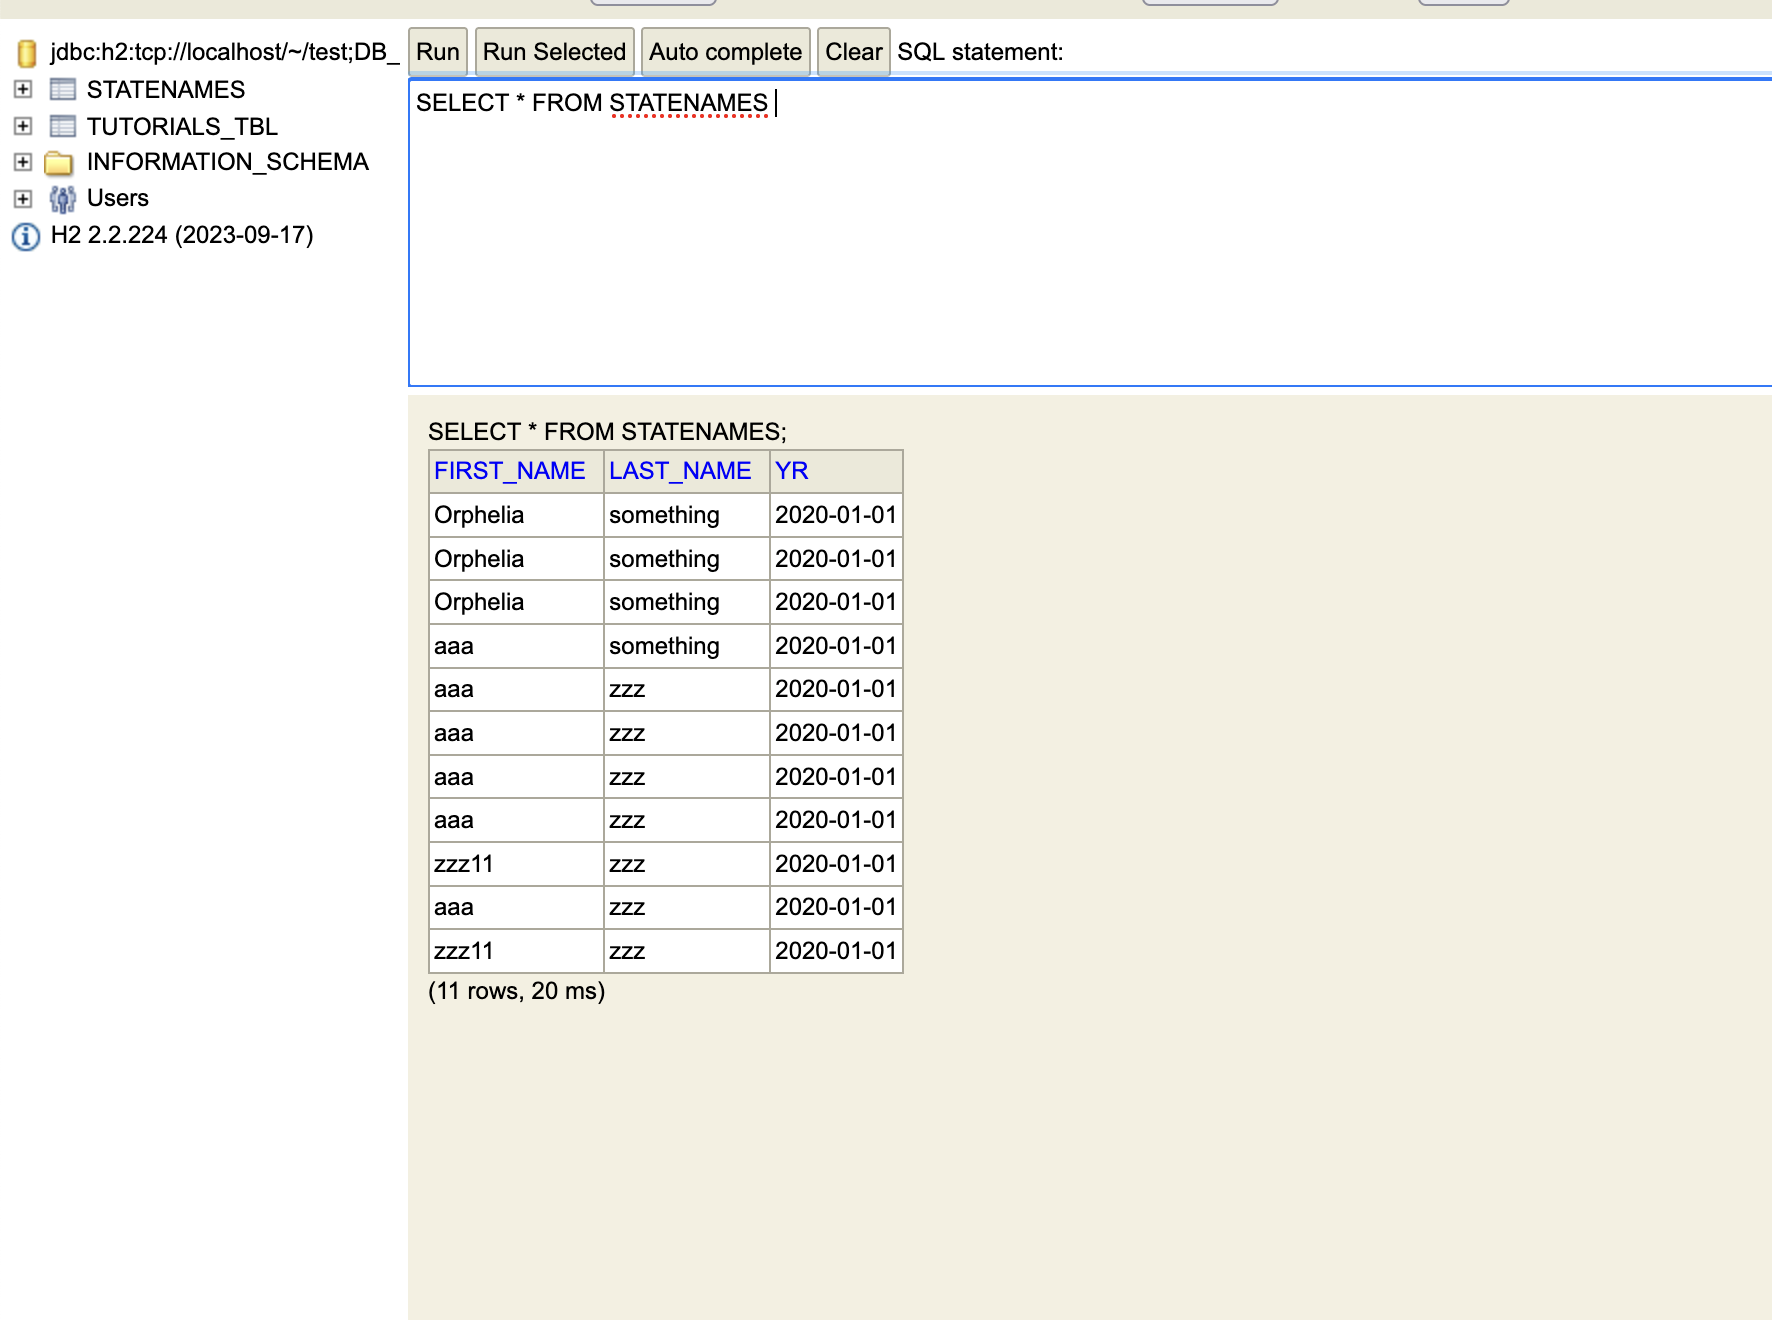 jdbc:h2:tcp://localhost/~/test;DB_
STATENAMES
TUTORIALS_TBL
INFORMATION_SCHEMA
Users
H2 2.2.224 (2023-09-17)
Run Run Selected Auto complete Clear SQL statement:
SELECT * FROM STATENAMES
SELECT * FROM STATENAMES;
FIRST_NAME LAST_NAME YR
Orphelia something 2020-01-01
Orphelia something 2020-01-01
Orphelia something 2020-01-01
aaa something 2020-01-01
aaa zzz 2020-01-01
aaa zzz 2020-01-01
aaa zzz 2020-01-01
aaa zzz 2020-01-01
zzz11 zzz 2020-01-01
aaa zzz 2020-01-01
zzz11 zzz 2020-01-01
(11 rows, 20 ms)